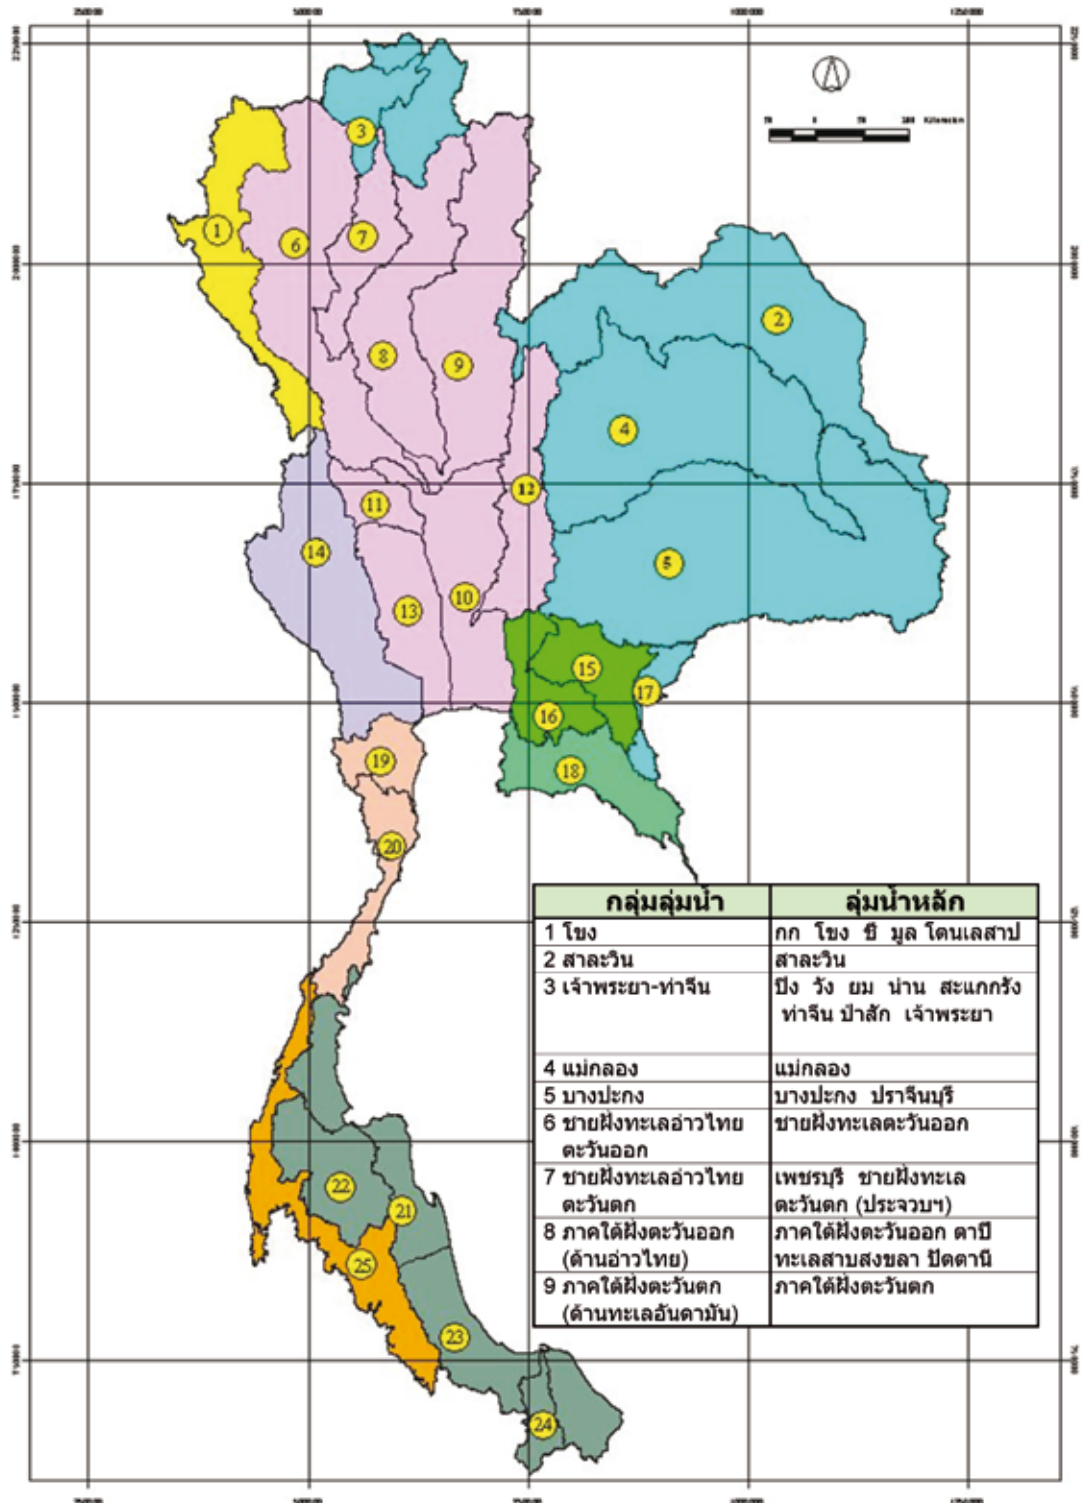 3
1
6
7
2
8
9
4
12
11
14
5
10
13
15
17
16
18
19
20
กลุ่มลุ่มน้ำ ลุ่มน้ำหลัก
1 โขง กก โขง ชี มูล โตนเลสาป
2 สาละวิน สาละวิน
3 เจ้าพระยา-ท่าจีน ปิง วัง ยม น่าน สะแกกรัง
ท่าจีน ป่าสัก เจ้าพระยา
4 แม่กลอง แม่กลอง
5 บางปะกง บางปะกง ปราจีนบุรี
6 ชายฝั่งทะเลอ่าวไทย ชายฝั่งทะเลตะวันออก
ตะวันออก
7 ชายฝั่งทะเลอ่าวไทย เพชรบุรี ชายฝั่งทะเล
ตะวันตก ตะวันตก (ประจวบฯ)
8 ภาคใต้ฝั่งตะวันออก ภาคใต้ฝั่งตะวันออก ตาปี
(ด้านอ่าวไทย) ทะเลสาบสงขลา ปัตตานี
9 ภาคใต้ฝั่งตะวันตก ภาคใต้ฝั่งตะวันตก
(ด้านทะเลอันดามัน)
22
21
25
23
24